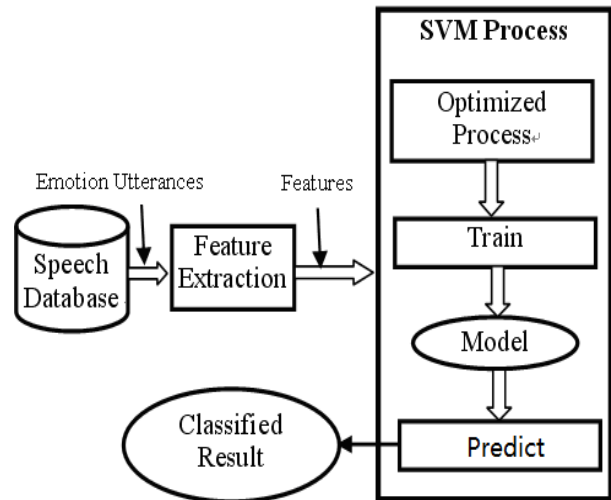 SVM Process
Optimized
Process
Emotion Utterances
Features
Speech
Database
Feature
Extraction
Train
Model
Predict
Classified
Result